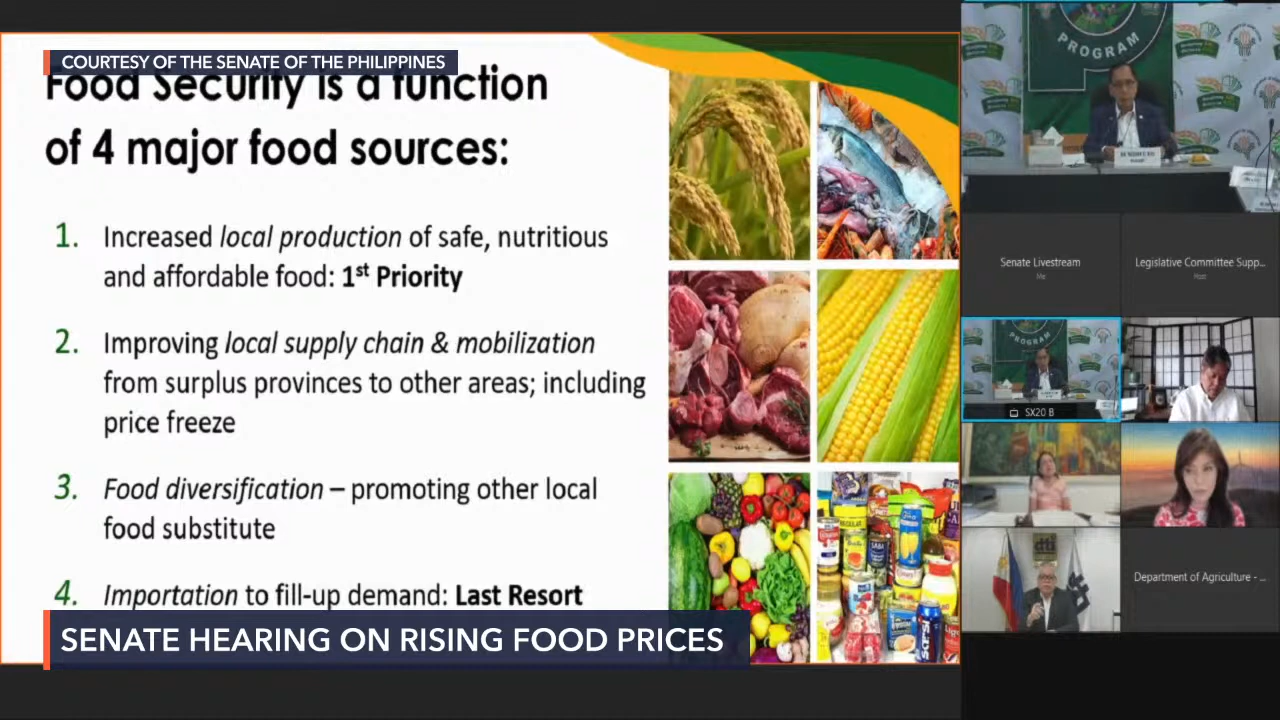 COURTESY OF THE SENATE OF THE PHILIPPINES
Food Security is a function
of 4 major food sources:
1. Increased local production of safe, nutritious
and affordable food: 1st Priority
2. Improving local supply chain & mobilization
from surplus provinces to other areas; including
price freeze
3. Food diversification – promoting other local
food substitute
4. Importation to fill-up demand: Last Resort
SENATE HEARING ON RISING FOOD PRICES
PROGRAM
Senate Livestream
Me
Legislative Committee Supp...
Host
PROGRAM
SX20 B
dti
Department of Agriculture - ...
SABA
Sarsi